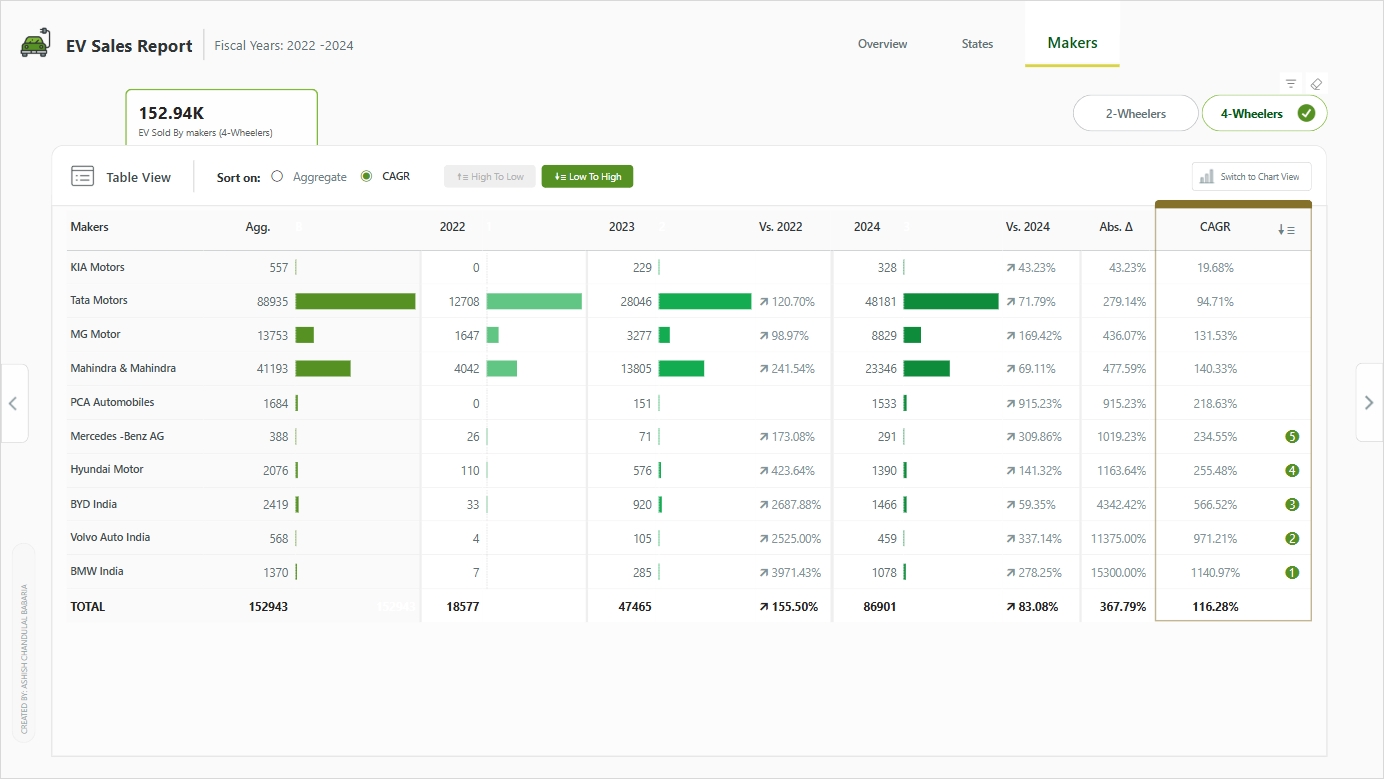 EV Sales Report
Fiscal Years: 2022 -2024
Overview
States
Makers
152.94K
EV Sold By makers (4-Wheelers)
2-Wheelers
4-Wheelers
Table View
Sort on:
Aggregate
CAGR
High To Low
Low To High
Switch to Chart View
Makers Agg. 2022 2023 Vs. 2022 2024 Vs. 2024 Abs. Δ CAGR
KIA Motors 557 0 229 328 43.23% 43.23% 19.68%
Tata Motors 88935 12708 28046 120.70% 48181 71.79% 279.14% 94.71%
MG Motor 13753 1647 3277 98.97% 8829 169.42% 436.07% 131.53%
Mahindra & Mahindra 41193 4042 13805 241.54% 23346 69.11% 477.59% 140.33%
PCA Automobiles 1684 0 151 1533 915.23% 915.23% 218.63%
Mercedes -Benz AG 388 26 71 173.08% 291 309.86% 1019.23% 234.55% 5
Hyundai Motor 2076 110 576 423.64% 1390 141.32% 1163.64% 255.48% 4
BYD India 2419 33 920 2687.88% 1466 59.35% 4342.42% 566.52% 3
Volvo Auto India 568 4 105 2525.00% 459 337.14% 11375.00% 971.21% 2
BMW India 1370 7 285 3971.43% 1078 278.25% 15300.00% 1140.97% 1
TOTAL 152943 152943 18577 47465 155.50% 86901 83.08% 367.79% 116.28%
CREATED BY: ASHISH CHANDULAL BABARIA